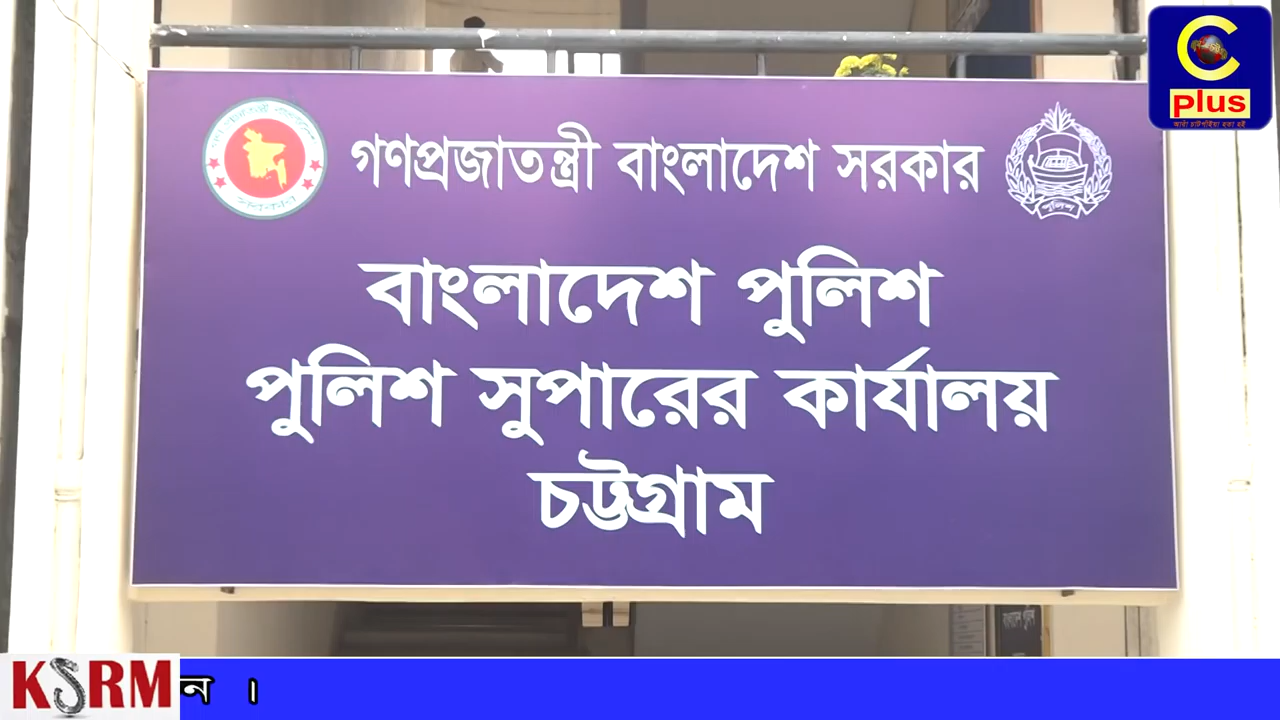 C
plus
গণপ্রজাতন্ত্রী বাংলাদেশ সরকার
পুলিশ
বাংলাদেশ পুলিশ
পুলিশ সুপারের কার্যালয়
চট্টগ্রাম
KSRM ন ।